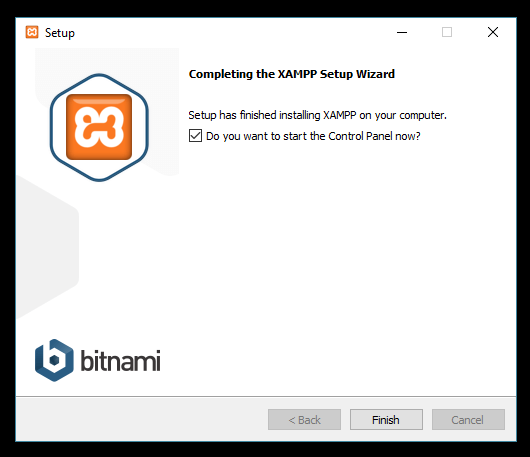 Setup
Completing the XAMPP Setup Wizard
Setup has finished installing XAMPP on your computer.
Do you want to start the Control Panel now?
bitnami
< Back
Finish
Cancel